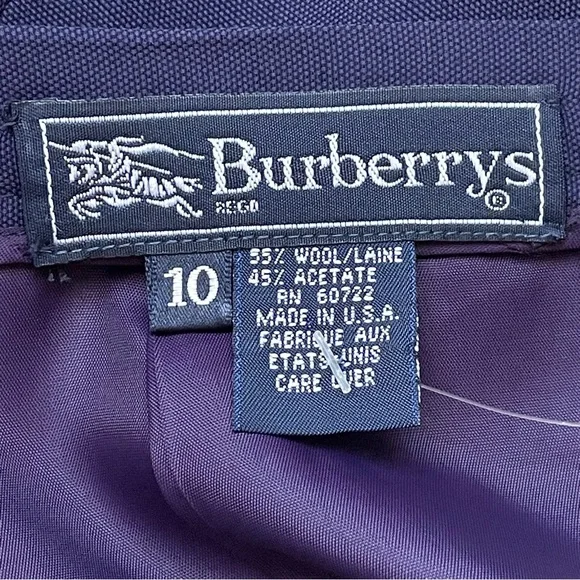 Burberrys
REGD ®
10
55% WOOL/LAINE
45% ACETATE
RN 60722
MADE IN U.S.A.
FABRIQUE AUX
ETATS-UNIS
CARE OVER